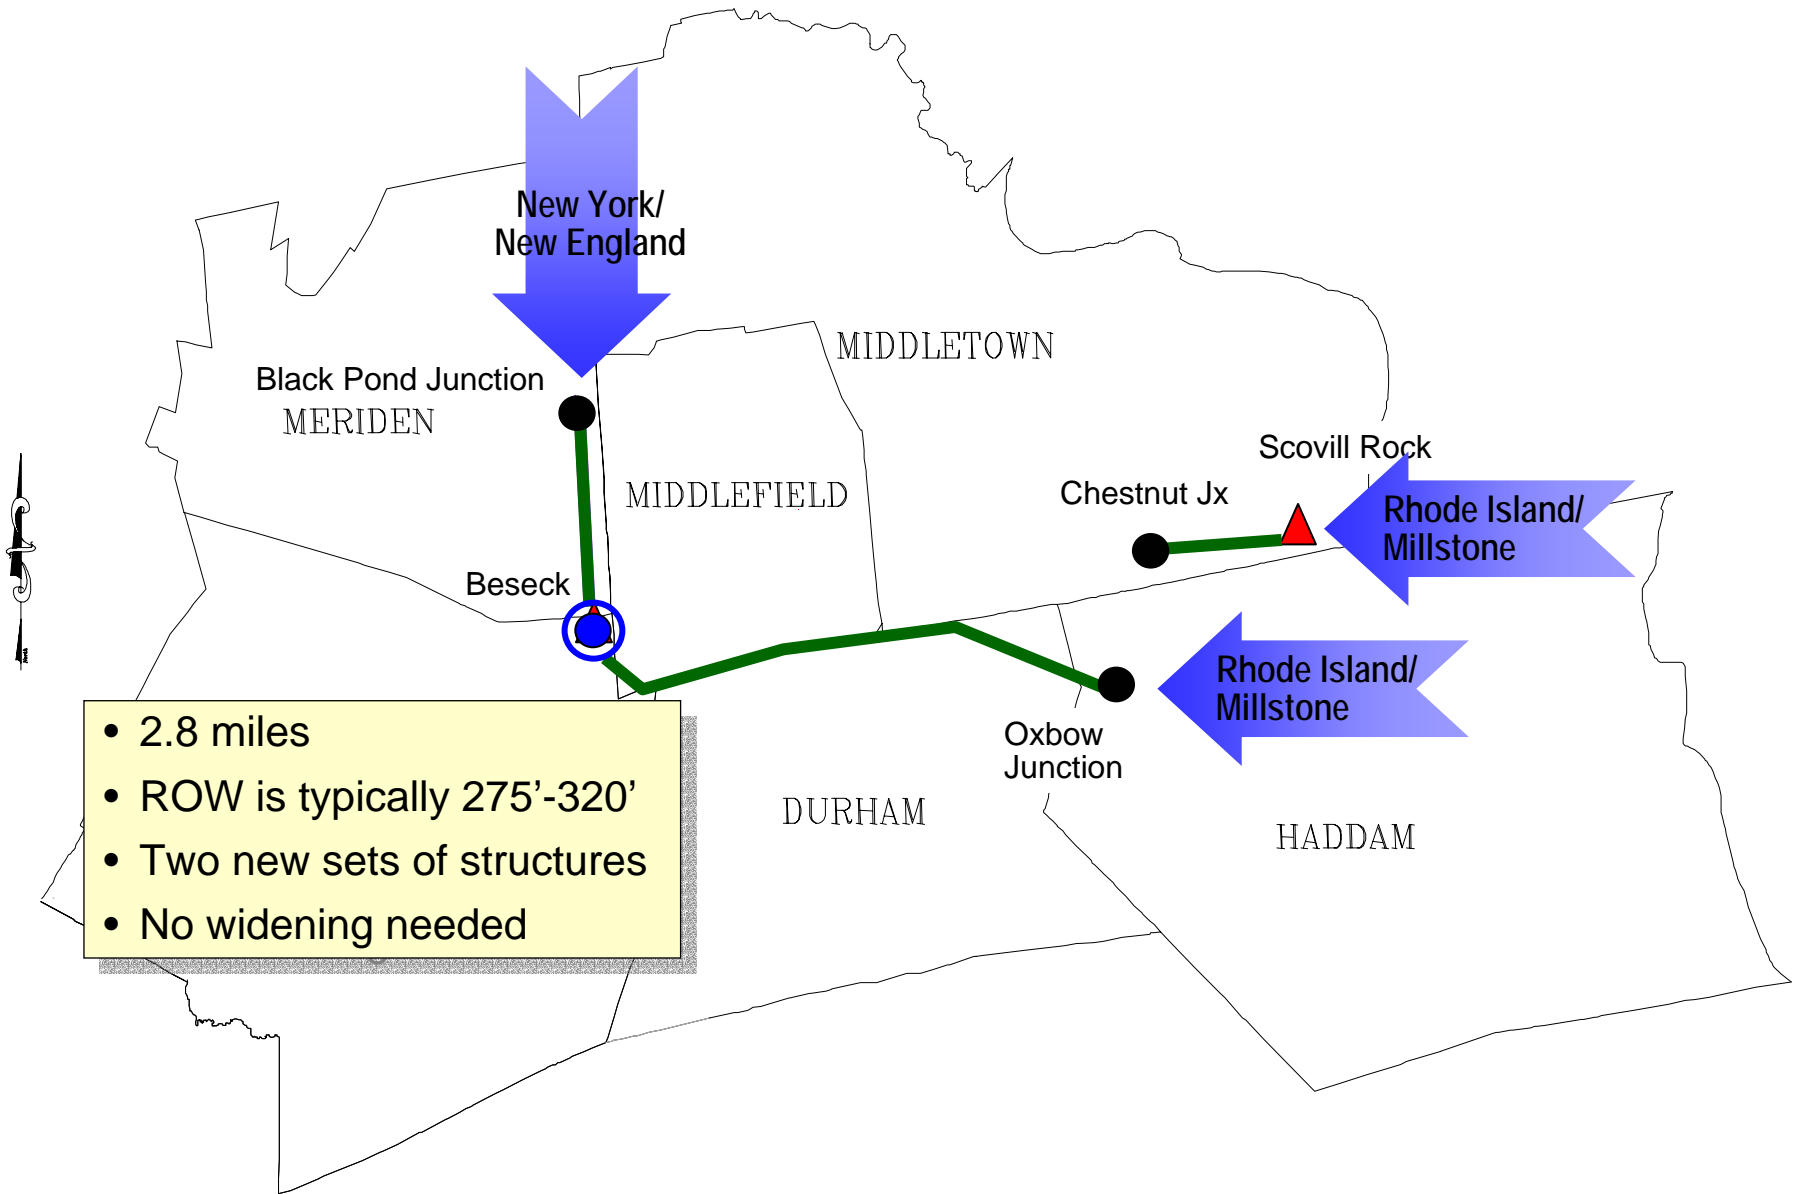 New York/
New England
MIDDLETOWN
Black Pond Junction
MERIDEN
Scovill Rock
MIDDLEFIELD
Chestnut Jx
Rhode Island/
Millstone
Beseck
Rhode Island/
Millstone
Oxbow
Junction
• 2.8 miles
• ROW is typically 275’-320’
• Two new sets of structures
• No widening needed
DURHAM
HADDAM
North